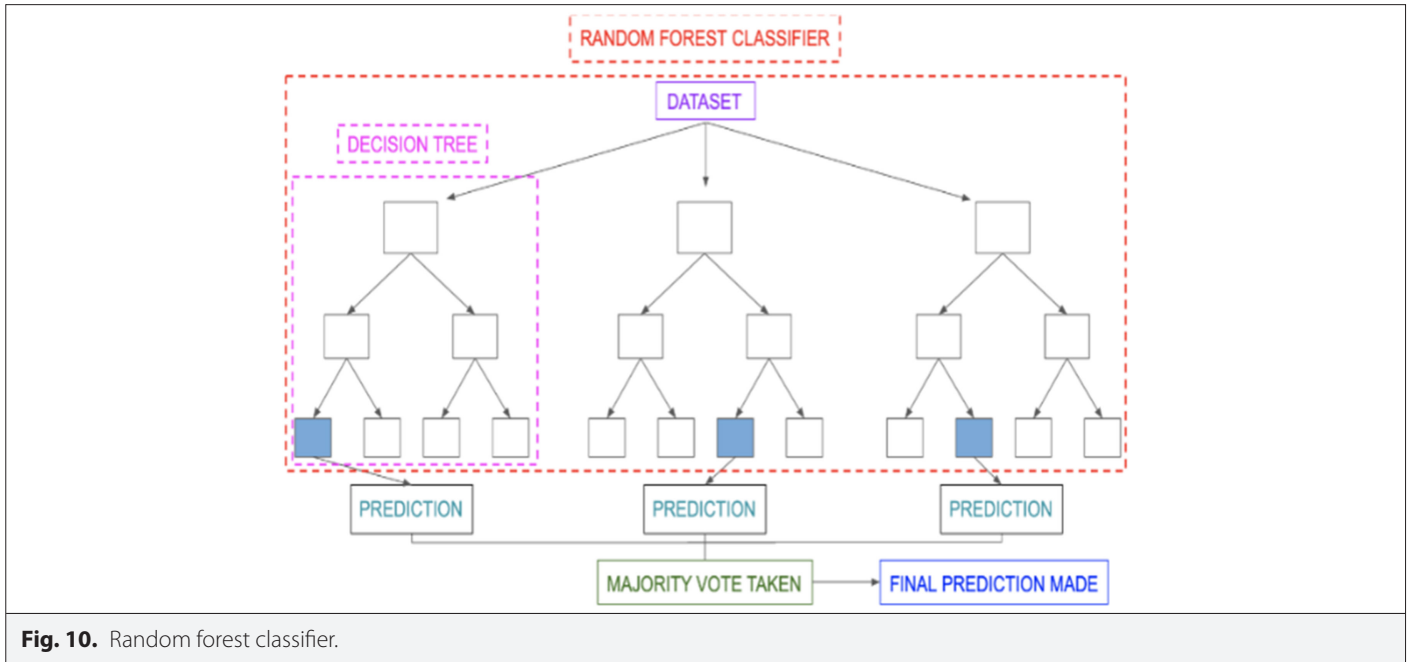 RANDOM FOREST CLASSIFIER
DATASET
DECISION TREE
PREDICTION
PREDICTION
PREDICTION
MAJORITY VOTE TAKEN
FINAL PREDICTION MADE
Fig. 10. Random forest classifier.